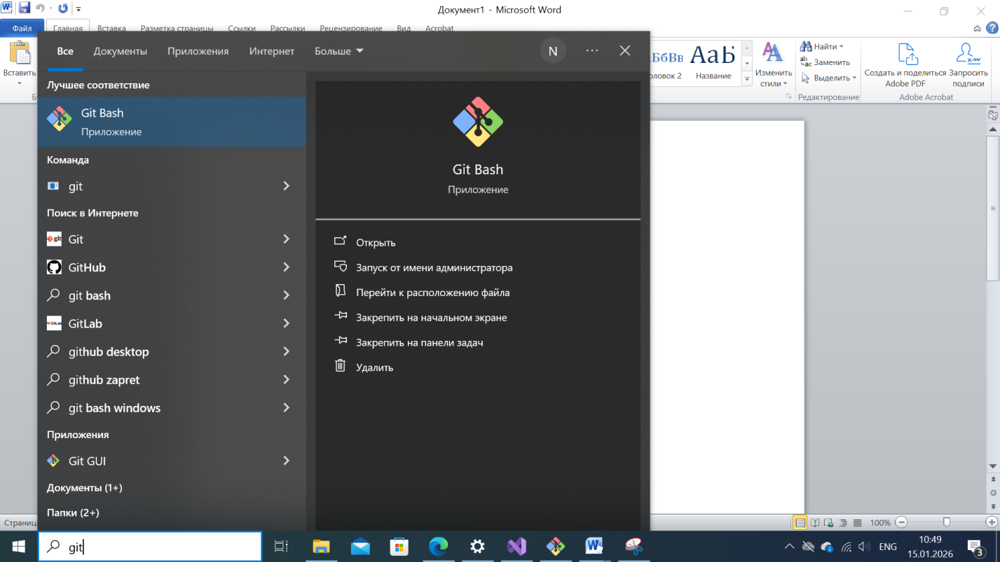 Документ1 - Microsoft Word
Файл
Главная
Вставка
Разметка страницы
Ссылки
Рассылки
Рецензирование
Вид
Acrobat
Вставить
Все
Документы
Приложения
Интернет
Больше
N
АаБ
оловок 2
Название
Изменить
стили
Найти
Заменить
Выделить
Редактирование
Создать и поделиться
Adobe PDF
Запросить
подписи
Adobe Acrobat
Лучшее соответствие
Git Bash
Приложение
Команда
git
Поиск в Интернете
Git
GitHub
git bash
GitLab
github desktop
github zapret
git bash windows
Приложения
Git GUI
Документы (1+)
Папки (2+)
Git Bash
Приложение
Открыть
Запуск от имени администратора
Перейти к расположению файла
Закрепить на начальном экране
Закрепить на панели задач
Удалить
Страница
100%
git
ENG
10:49
15.01.2026
3